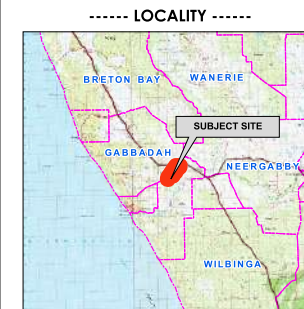 ------ LOCALITY ------
BRETON BAY
WANERIE
SUBJECT SITE
GABBADAH
NEERGABBY
WILBINGA